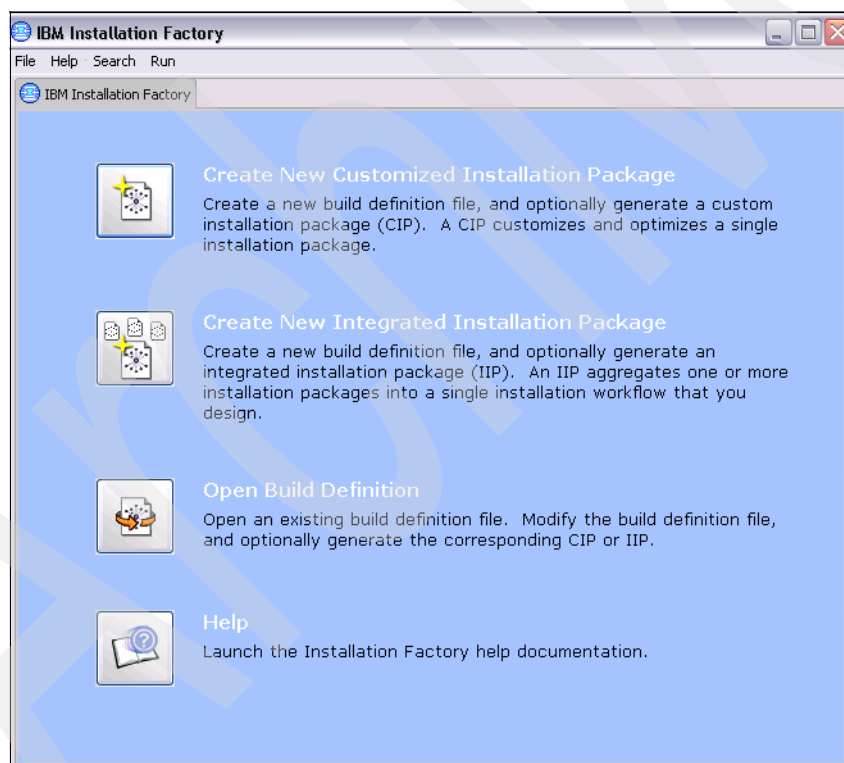 IBM Installation Factory
File Help Search Run
IBM Installation Factory
Create New Customized Installation Package
Create a new build definition file, and optionally generate a custom
installation package (CIP). A CIP customizes and optimizes a single
installation package.
Create New Integrated Installation Package
Create a new build definition file, and optionally generate an
integrated installation package (IIP). An IIP aggregates one or more
installation packages into a single installation workflow that you
design.
Open Build Definition
Open an existing build definition file. Modify the build definition file,
and optionally generate the corresponding CIP or IIP.
Help
Launch the Installation Factory help documentation.